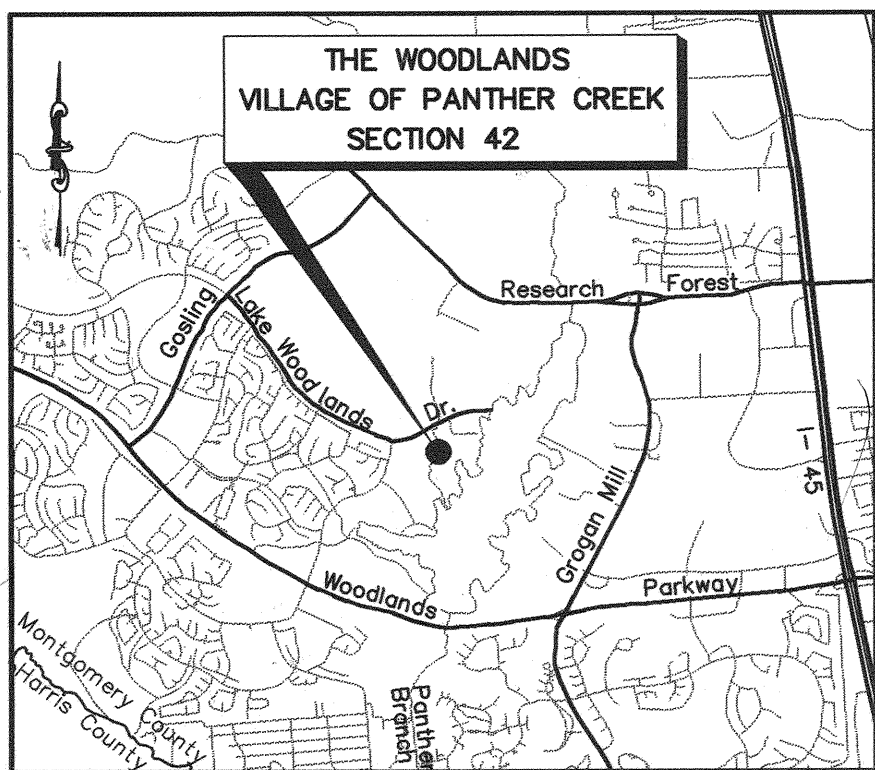 THE WOODLANDS
VILLAGE OF PANTHER CREEK
SECTION 42
Research Forest
Gosling
Lake Woodlands Dr.
I-45
Grogan Mill
Woodlands Parkway
Montgomery County
Harris County
Panther
Branch